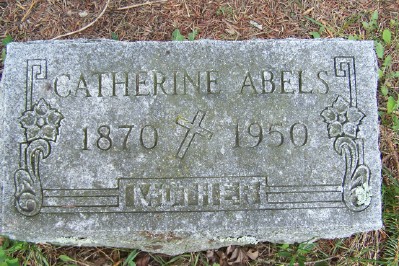 CATHERINE ABELS
1870 1950
MOTHER